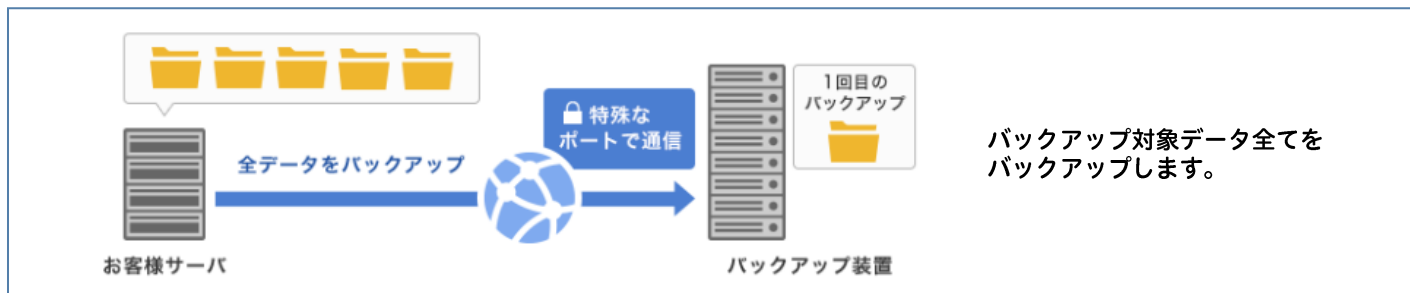 1回目の
バックアップ
特殊な
ポートで通信
全データをバックアップ
バックアップ対象データ全てを
バックアップします。
お客様サーバ
バックアップ装置